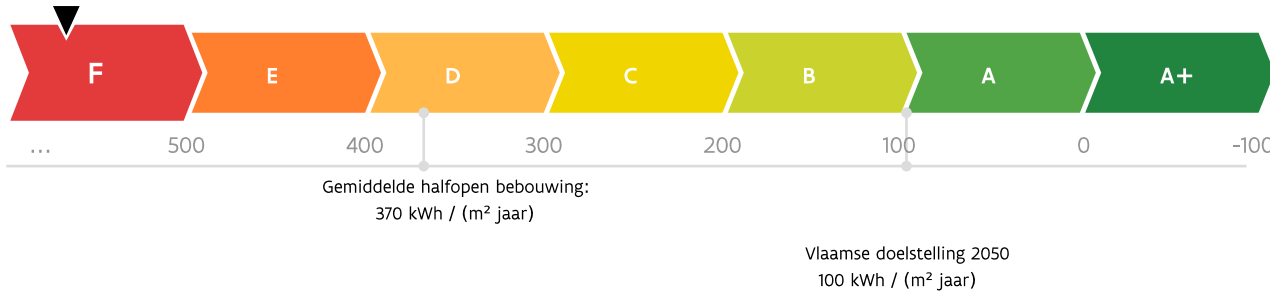 F E D C B A A+
... 500 400 300 200 100 0 -100
Gemiddelde halfopen bebouwing:
370 kWh / (m² jaar)
Vlaamse doelstelling 2050
100 kWh / (m² jaar)